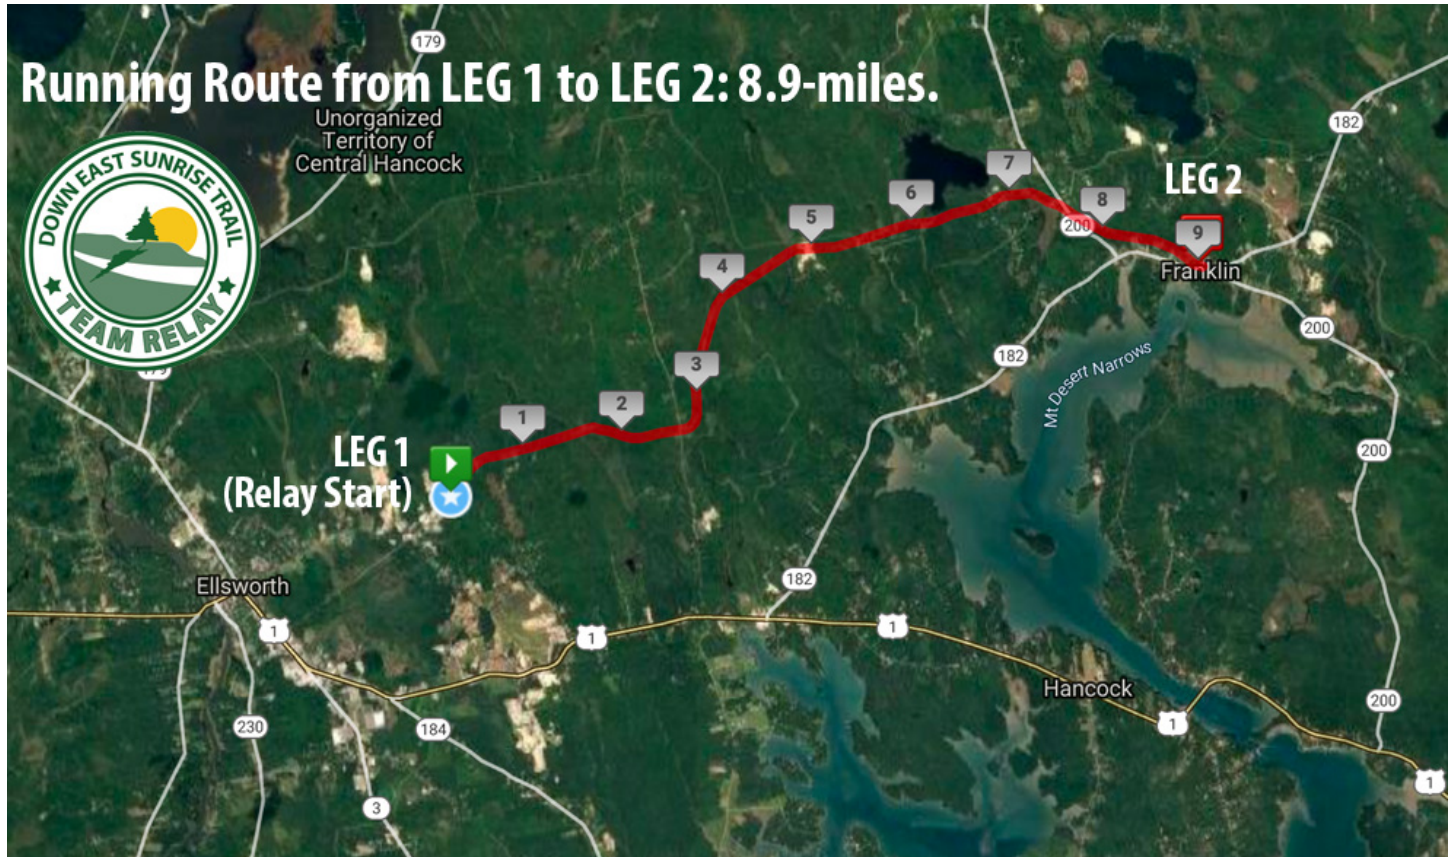 179
Running Route from LEG 1 to LEG 2: 8.9-miles.
Unorganized
Territory of
Central Hancock
182
DOWN EAST SUNRISE TRAIL
TEAM RELAY
7
LEG 2
6
8
5
200
9
4
Franklin
200
182
Mt Desert Narrows
3
179
2
1
LEG 1
(Relay Start)
200
182
Ellsworth
1
1
1
Hancock
200
1
230
184
1
3